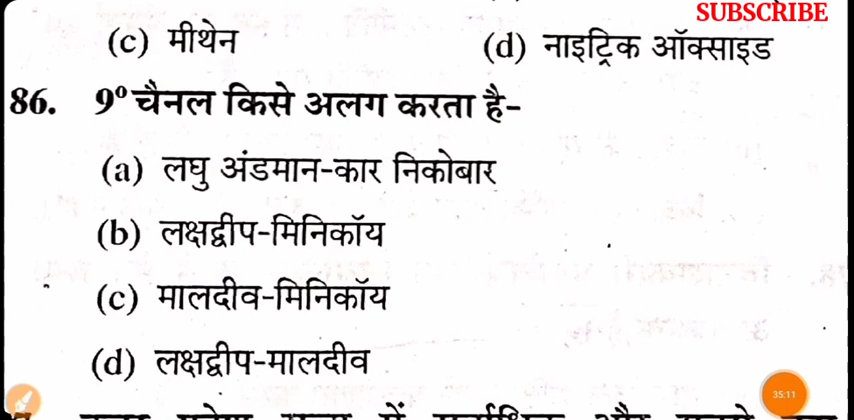 SUBSCRIBE
(c) मीथेन (d) नाइट्रिक ऑक्साइड
86. 9° चैनल किसे अलग करता है-
(a) लघु अंडमान-कार निकोबार
(b) लक्षद्वीप-मिनिकॉय
(c) मालदीव-मिनिकॉय
(d) लक्षद्वीप-मालदीव
35:11